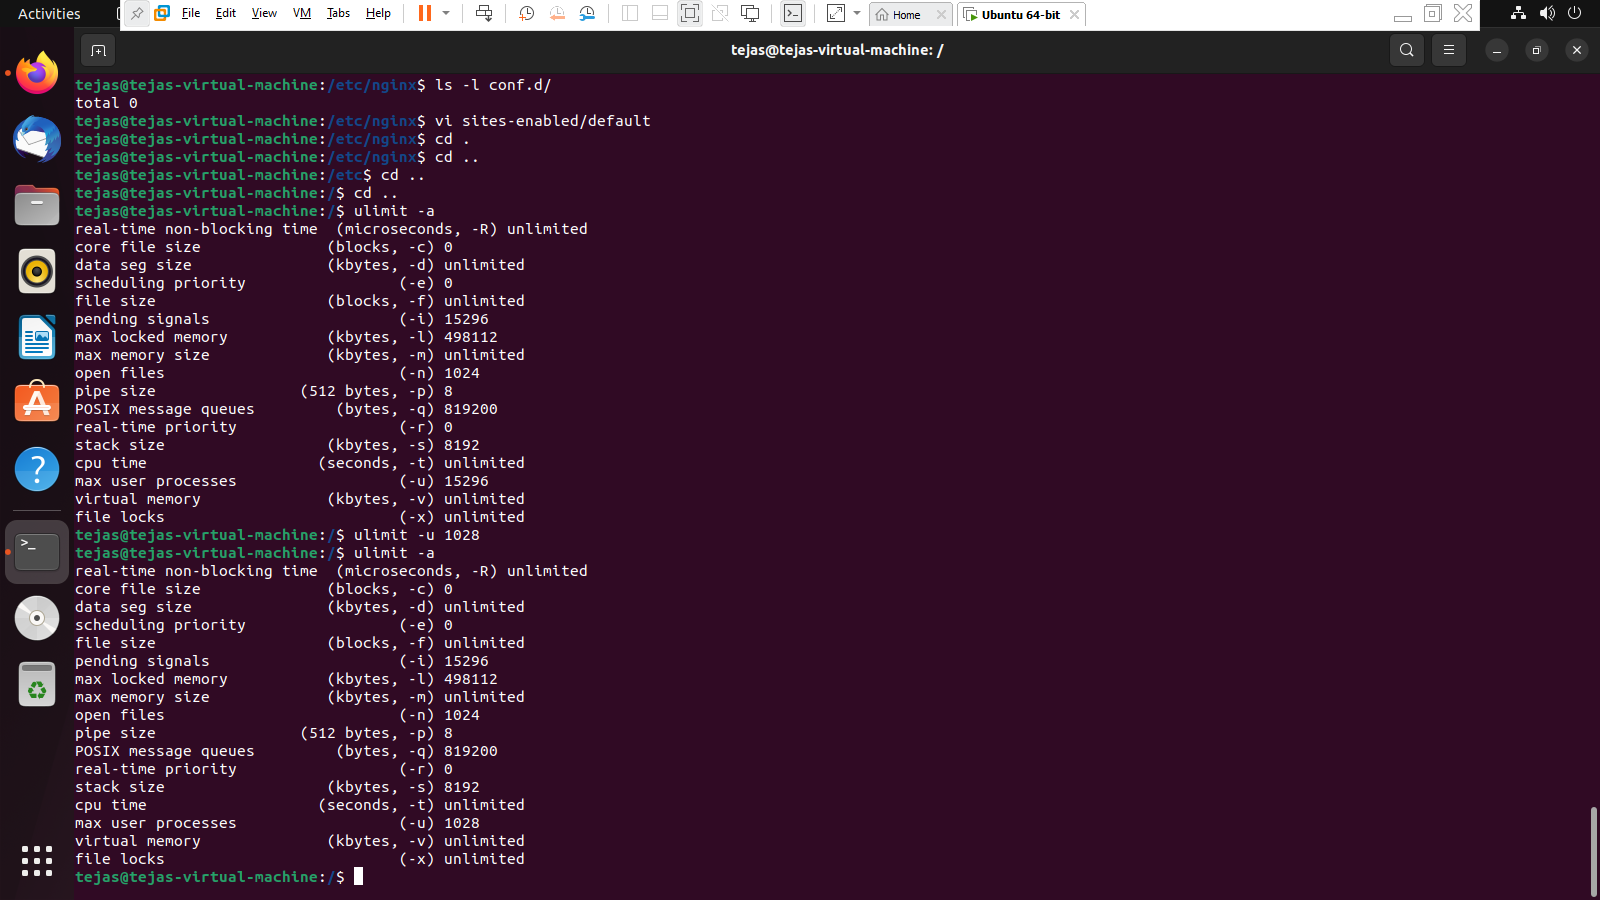 Activities
File Edit View VM Tabs Help
Home
Ubuntu 64-bit
tejas@tejas-virtual-machine: /
tejas@tejas-virtual-machine:/etc/nginx$ ls -l conf.d/
total 0
tejas@tejas-virtual-machine:/etc/nginx$ vi sites-enabled/default
tejas@tejas-virtual-machine:/etc/nginx$ cd .
tejas@tejas-virtual-machine:/etc/nginx$ cd ..
tejas@tejas-virtual-machine:/etc$ cd ..
tejas@tejas-virtual-machine:/$ cd ..
tejas@tejas-virtual-machine:/$ ulimit -a
real-time non-blocking time  (microseconds, -R) unlimited
core file size              (blocks, -c) 0
data seg size               (kbytes, -d) unlimited
scheduling priority                 (-e) 0
file size                   (blocks, -f) unlimited
pending signals                     (-i) 15296
max locked memory           (kbytes, -l) 498112
max memory size             (kbytes, -m) unlimited
open files                          (-n) 1024
pipe size                (512 bytes, -p) 8
POSIX message queues         (bytes, -q) 819200
real-time priority                  (-r) 0
stack size                  (kbytes, -s) 8192
cpu time                   (seconds, -t) unlimited
max user processes                  (-u) 15296
virtual memory              (kbytes, -v) unlimited
file locks                          (-x) unlimited
tejas@tejas-virtual-machine:/$ ulimit -u 1028
tejas@tejas-virtual-machine:/$ ulimit -a
real-time non-blocking time  (microseconds, -R) unlimited
core file size              (blocks, -c) 0
data seg size               (kbytes, -d) unlimited
scheduling priority                 (-e) 0
file size                   (blocks, -f) unlimited
pending signals                     (-i) 15296
max locked memory           (kbytes, -l) 498112
max memory size             (kbytes, -m) unlimited
open files                          (-n) 1024
pipe size                (512 bytes, -p) 8
POSIX message queues         (bytes, -q) 819200
real-time priority                  (-r) 0
stack size                  (kbytes, -s) 8192
cpu time                   (seconds, -t) unlimited
max user processes                  (-u) 1028
virtual memory              (kbytes, -v) unlimited
file locks                          (-x) unlimited
tejas@tejas-virtual-machine:/$